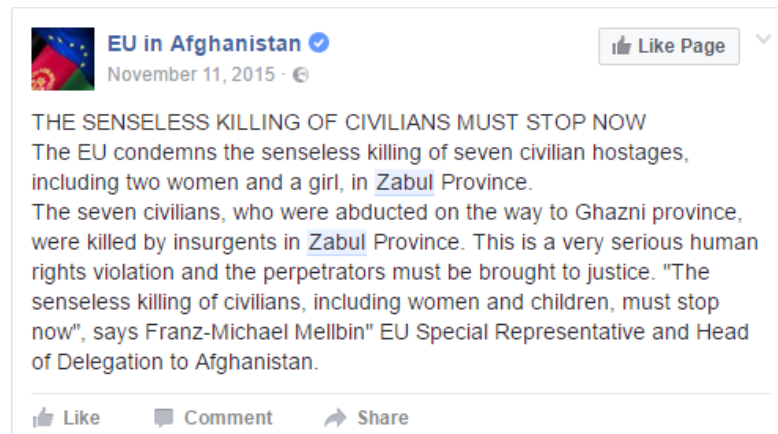 EU in Afghanistan
Like Page
November 11, 2015 ·
THE SENSELESS KILLING OF CIVILIANS MUST STOP NOW
The EU condemns the senseless killing of seven civilian hostages,
including two women and a girl, in Zabul Province.
The seven civilians, who were abducted on the way to Ghazni province,
were killed by insurgents in Zabul Province. This is a very serious human
rights violation and the perpetrators must be brought to justice. "The
senseless killing of civilians, including women and children, must stop
now", says Franz-Michael Mellbin" EU Special Representative and Head
of Delegation to Afghanistan.
Like Comment Share